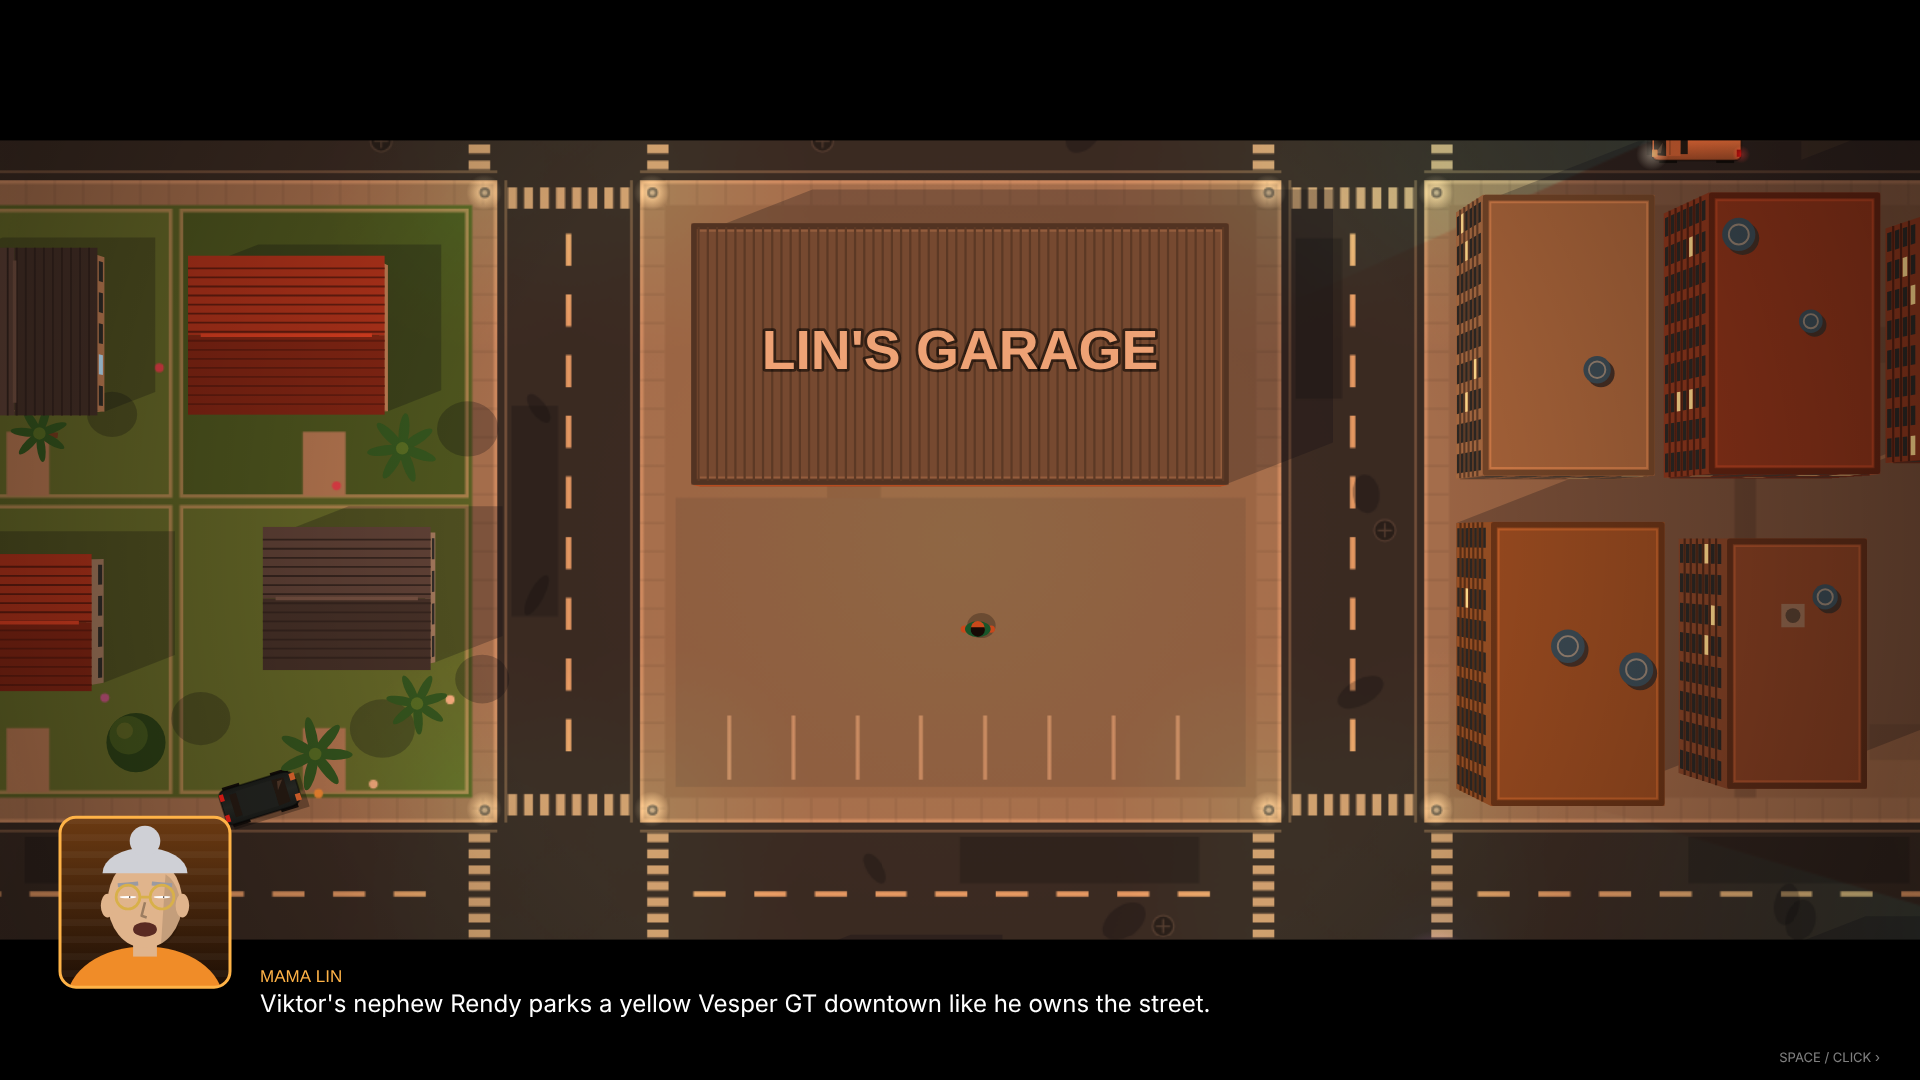 LIN'S GARAGE
MAMA LIN
Viktor's nephew Rendy parks a yellow Vesper GT downtown like he owns the street.
SPACE / CLICK ›